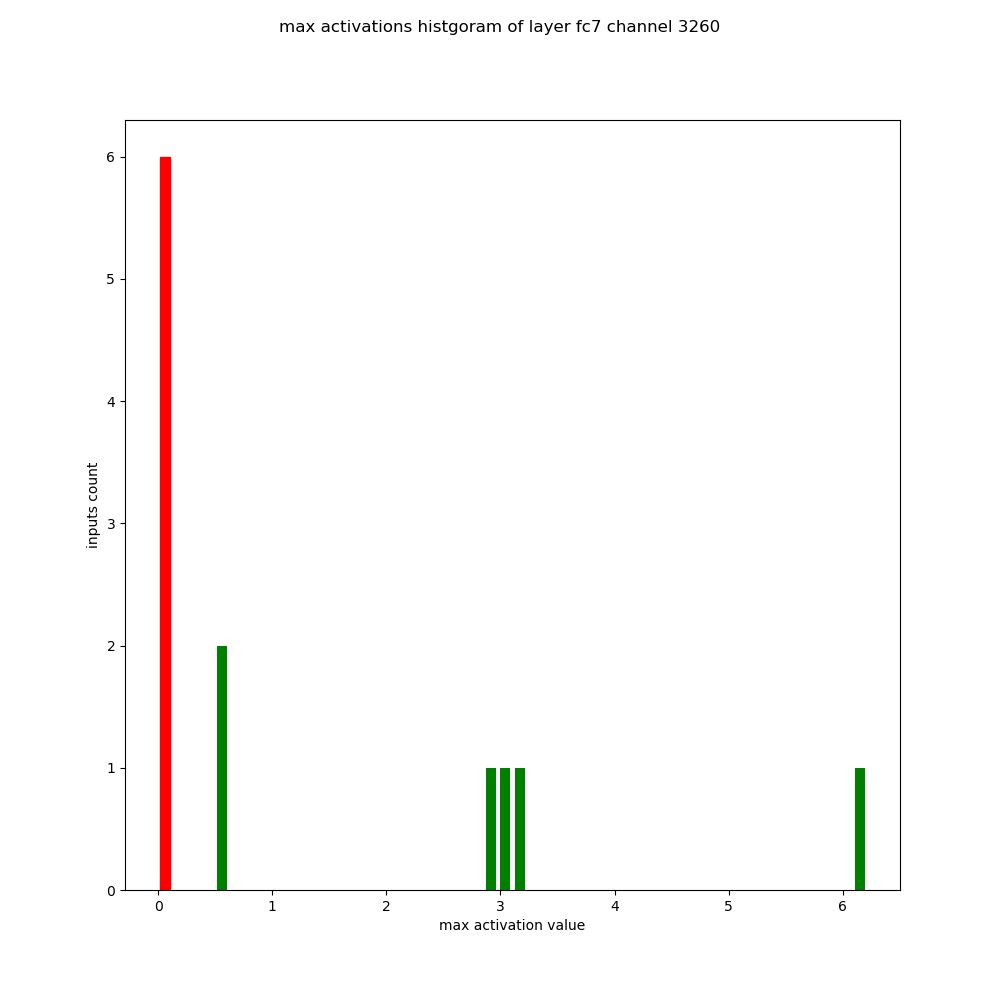 max activations histgoram of layer fc7 channel 3260
6
5
4
3
2
1
0
inputs count
0 1 2 3 4 5 6
max activation value